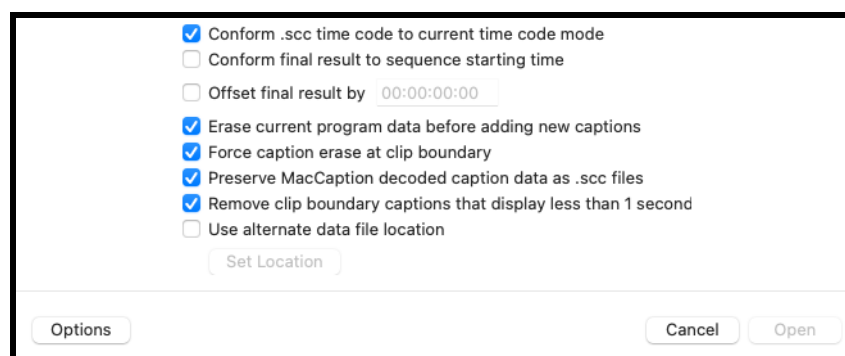 Conform .scc time code to current time code mode
Conform final result to sequence starting time
Offset final result by 00:00:00:00
Erase current program data before adding new captions
Force caption erase at clip boundary
Preserve MacCaption decoded caption data as .scc files
Remove clip boundary captions that display less than 1 second
Use alternate data file location
Set Location
Options Cancel Open